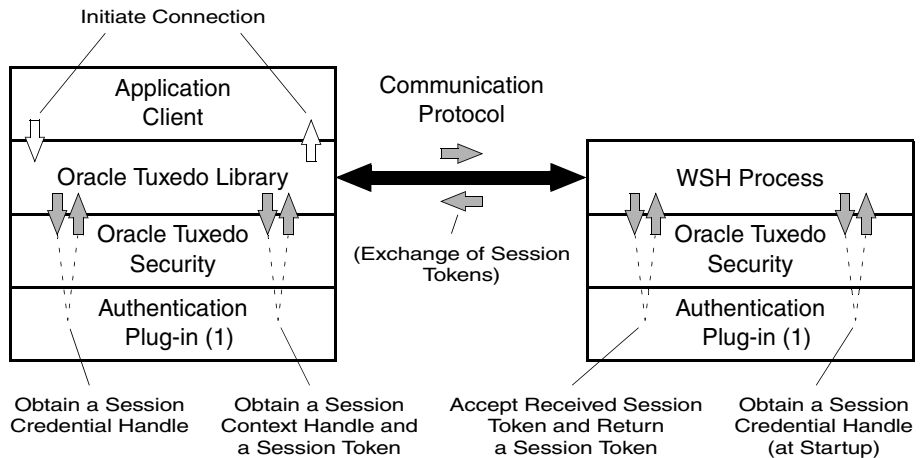 Initiate Connection
Application
Client
Communication
Protocol
Oracle Tuxedo Library
WSH Process
Oracle Tuxedo
Security
(Exchange of Session
Tokens)
Oracle Tuxedo
Security
Authentication
Plug-in (1)
Authentication
Plug-in (1)
Obtain a Session
Credential Handle
Obtain a Session
Context Handle and
a Session Token
Accept Received Session
Token and Return
a Session Token
Obtain a Session
Credential Handle
(at Startup)